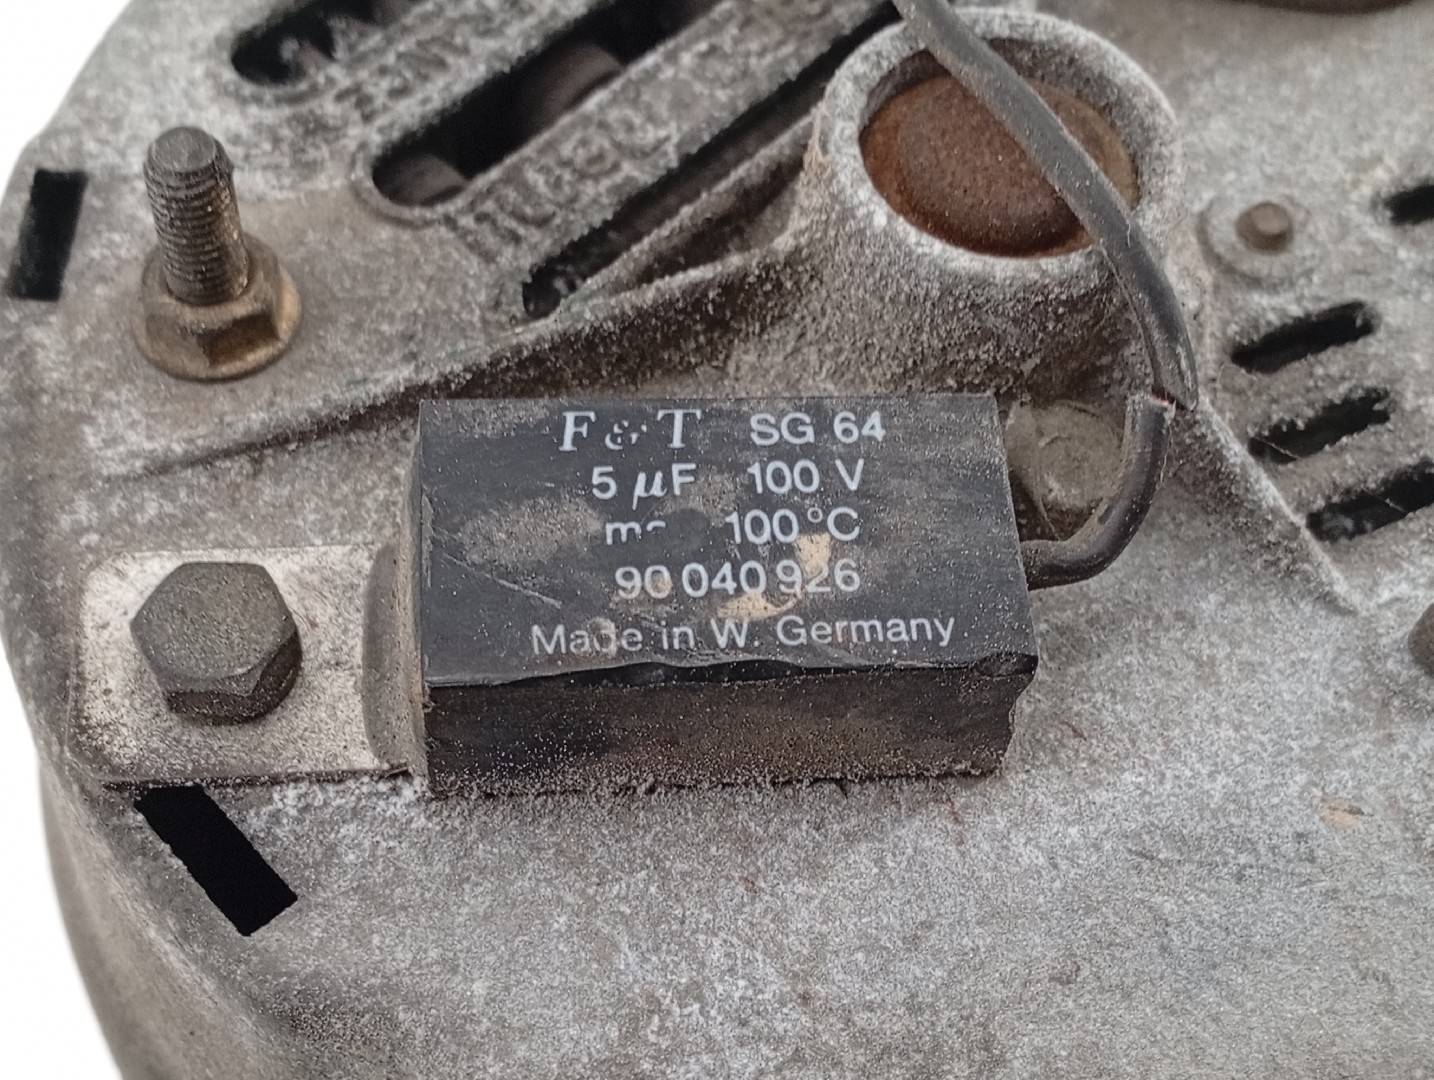 F & T SG 64
5 µF 100 V
100°C
90 040 926
Made in W. Germany